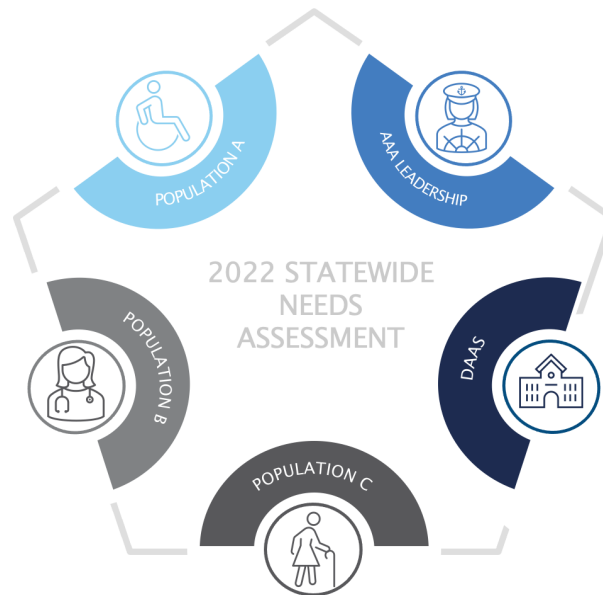 POPULATION A
AAA LEADERSHIP
2022 STATEWIDE
NEEDS
ASSESSMENT
POPULATION B
DAAS
POPULATION C